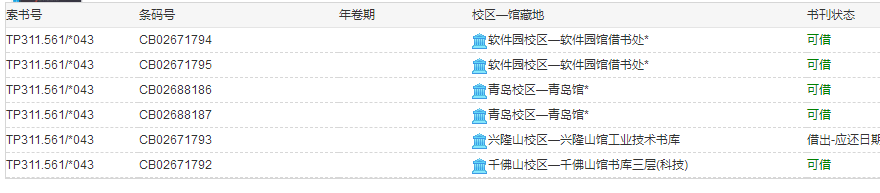 索书号 条码号 年卷期 校区—馆藏地 书刊状态
TP311.561/*043 CB02671794 软件园校区—软件园馆借书处* 可借
TP311.561/*043 CB02671795 软件园校区—软件园馆借书处* 可借
TP311.561/*043 CB02688186 青岛校区—青岛馆* 可借
TP311.561/*043 CB02688187 青岛校区—青岛馆* 可借
TP311.561/*043 CB02671793 兴隆山校区—兴隆山馆工业技术书库 借出-应还日期
TP311.561/*043 CB02671792 千佛山校区—千佛山馆书库三层(科技) 可借